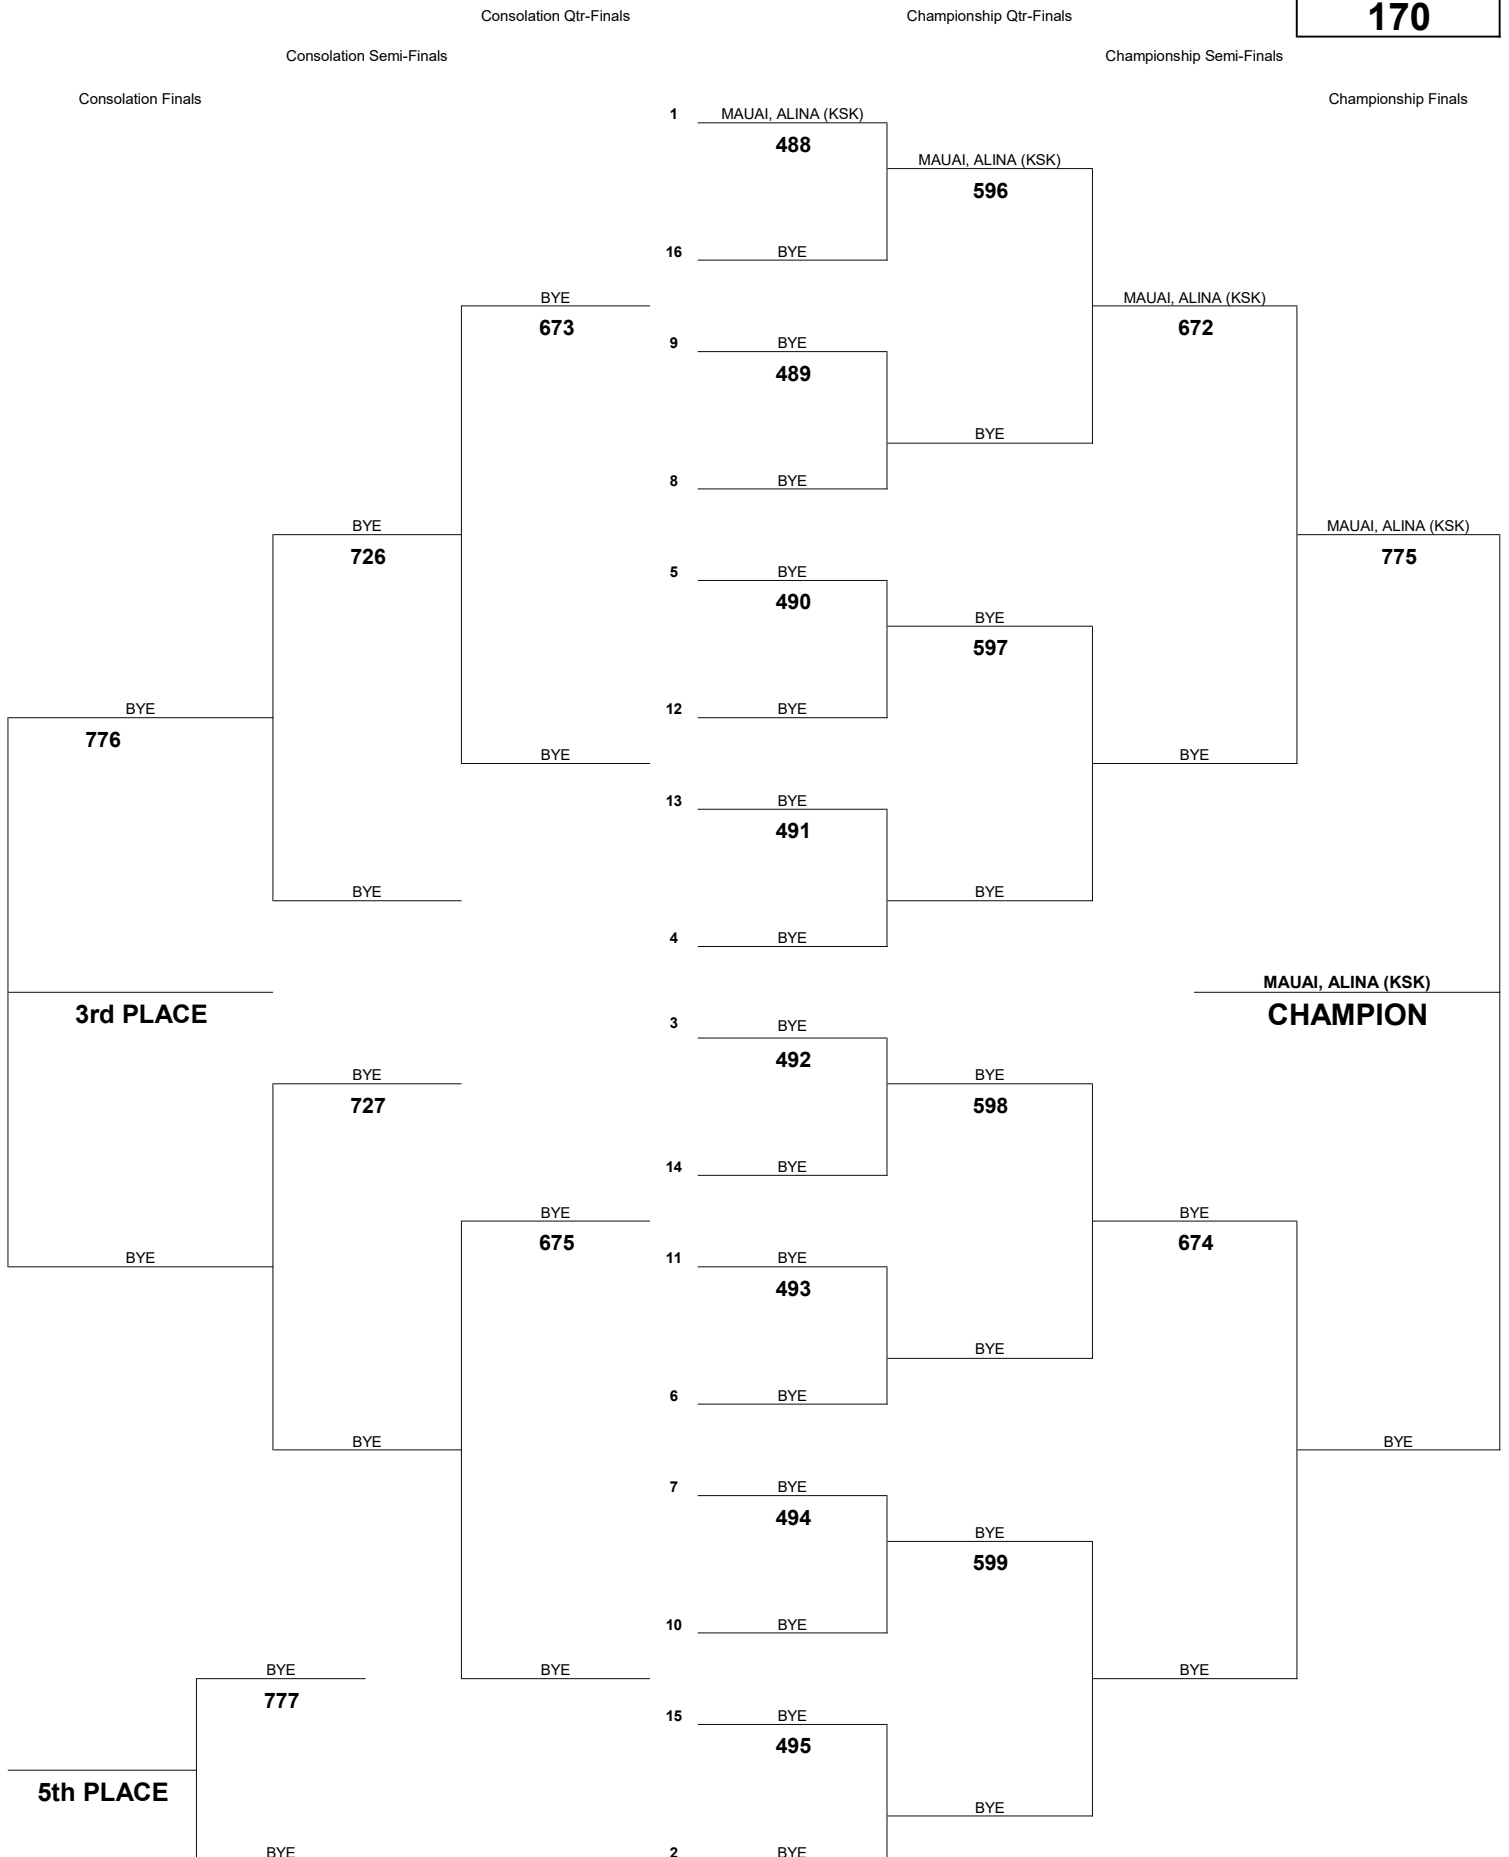 Consolation Qtr-Finals
Championship Qtr-Finals
170
Consolation Semi-Finals
Championship Semi-Finals
Consolation Finals
Championship Finals
1 MAUAI, ALINA (KSK)
488
MAUAI, ALINA (KSK)
596
16 BYE
BYE
MAUAI, ALINA (KSK)
673
672
9 BYE
489
BYE
8 BYE
BYE
MAUAI, ALINA (KSK)
726
775
5 BYE
490
BYE
597
BYE
12 BYE
776
BYE
BYE
13 BYE
491
BYE
BYE
4 BYE
MAUAI, ALINA (KSK)
3rd PLACE
CHAMPION
3 BYE
492
BYE
BYE
727
598
14 BYE
BYE
BYE
675
674
BYE
11 BYE
493
BYE
6 BYE
BYE
BYE
7 BYE
494
BYE
599
10 BYE
BYE
BYE
BYE
777
15 BYE
495
5th PLACE
BYE
BYE
2 BYE